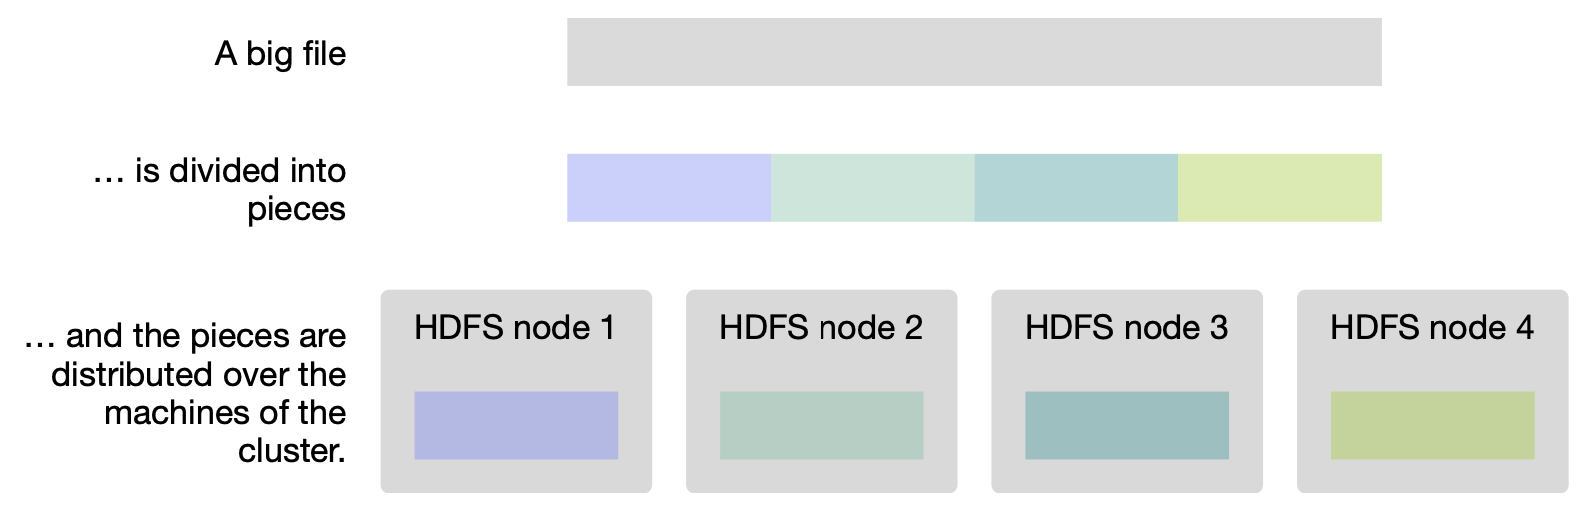 A big file
… is divided into
pieces
… and the pieces are
distributed over the
machines of the
cluster.
HDFS node 1
HDFS node 2
HDFS node 3
HDFS node 4